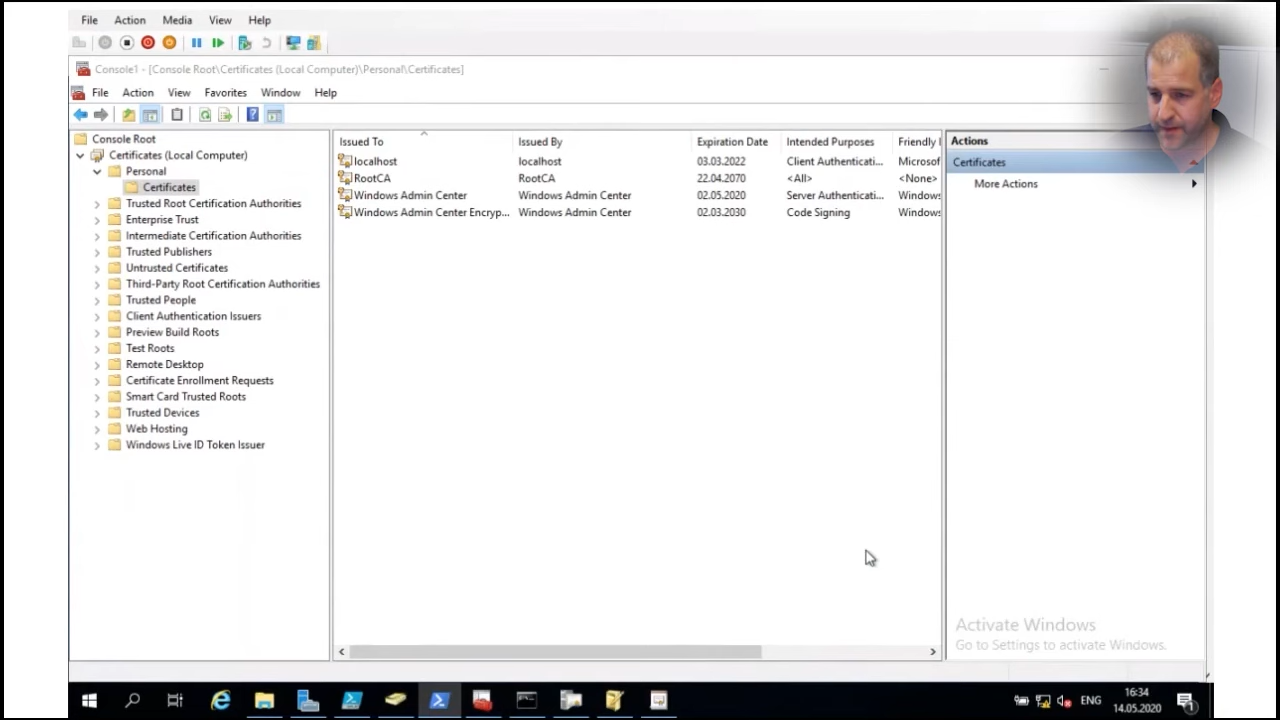 File Action Media View Help
Console1 - [Console Root\Certificates (Local Computer)\Personal\Certificates]
File Action View Favorites Window Help
Console Root
Certificates (Local Computer)
Personal
Certificates
Trusted Root Certification Authorities
Enterprise Trust
Intermediate Certification Authorities
Trusted Publishers
Untrusted Certificates
Third-Party Root Certification Authorities
Trusted People
Client Authentication Issuers
Preview Build Roots
Test Roots
Remote Desktop
Certificate Enrollment Requests
Smart Card Trusted Roots
Trusted Devices
Web Hosting
Windows Live ID Token Issuer
Issued To Issued By Expiration Date Intended Purposes Friendly I
localhost localhost 03.03.2022 Client Authenticati... Microsof
RootCA RootCA 22.04.2070 <All> <None>
Windows Admin Center Windows Admin Center 02.05.2020 Server Authenticati... Windows
Windows Admin Center Encryp... Windows Admin Center 02.03.2030 Code Signing Windows
Actions
Certificates
More Actions
Activate Windows
Go to Settings to activate Windows.
ENG
16:34
14.05.2020
1